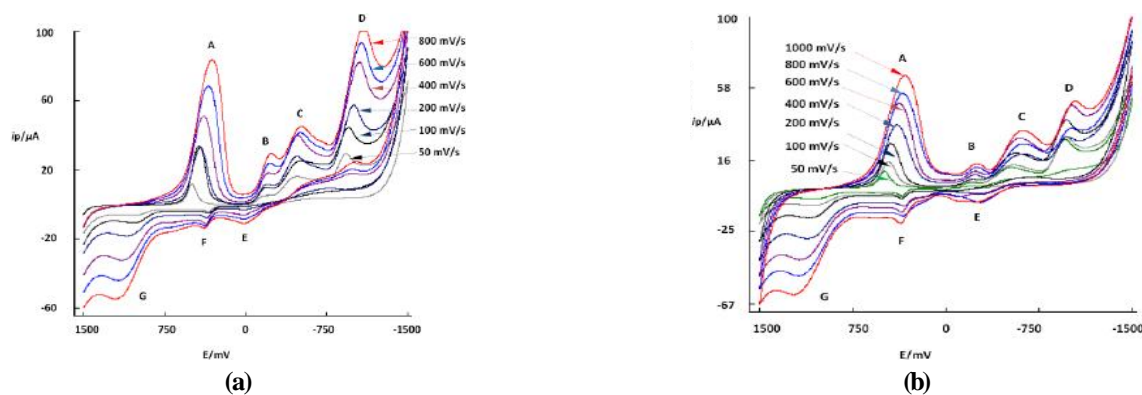 100
60
20
-20
-60
ip/µA
A
B
C
D
E
F
G
800 mV/s
600 mV/s
400 mV/s
200 mV/s
100 mV/s
50 mV/s
1500
750
0
-750
-1500
E/mV
(a)
100
58
16
-25
-67
ip/µA
1000 mV/s
800 mV/s
600 mV/s
400 mV/s
200 mV/s
100 mV/s
50 mV/s
A
B
C
D
E
F
G
1500
750
0
-750
-1500
E/mV
(b)